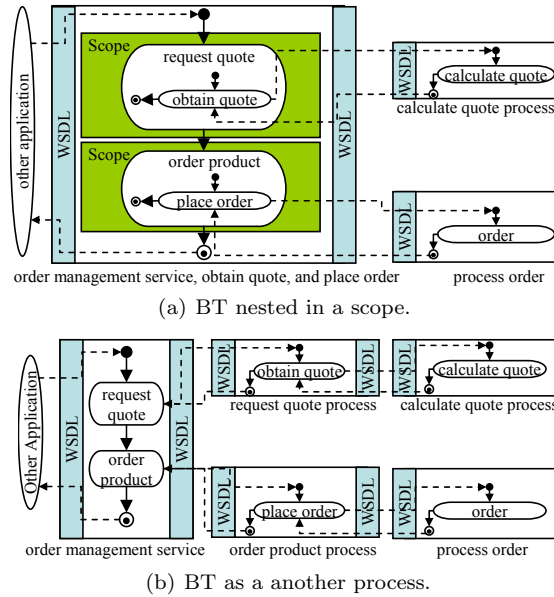 other application
WSDL
Scope
request quote
obtain quote
Scope
order product
place order
WSDL
WSDL
calculate quote
calculate quote process
WSDL
order
order management service, obtain quote, and place order
process order
(a) BT nested in a scope.
Other Application
WSDL
request
quote
order
product
WSDL
order management service
WSDL
obtain quote
WSDL
request quote process
WSDL
calculate quote
calculate quote process
WSDL
place order
WSDL
order product process
WSDL
order
process order
(b) BT as a another process.